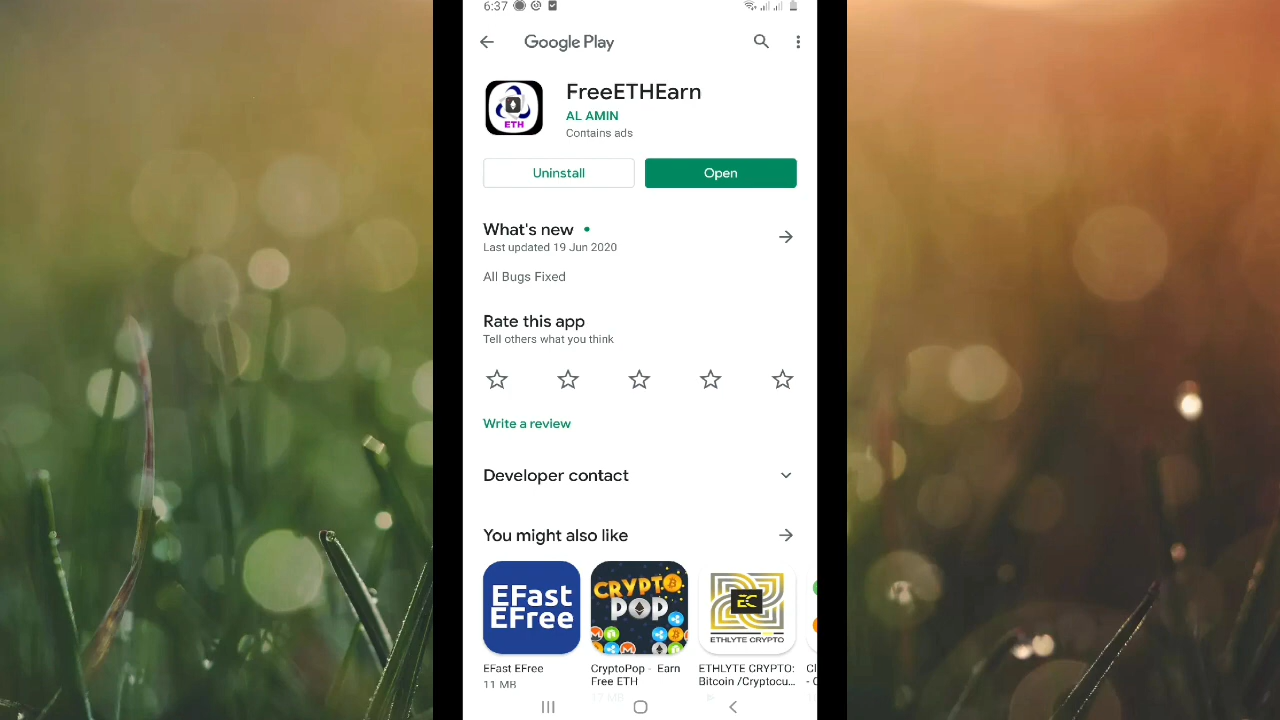 6:37
Google Play
ETH
FreeETHEarn
AL AMIN
Contains ads
Uninstall
Open
What's new
Last updated 19 Jun 2020
All Bugs Fixed
Rate this app
Tell others what you think
Write a review
Developer contact
You might also like
EFast
EFree
CRYPTO
POP
EC
ETHLYTE CRYPTO
EFast EFree
11 MB
CryptoPop - Earn
Free ETH
ETHLYTE CRYPTO:
Bitcoin /Cryptocu...